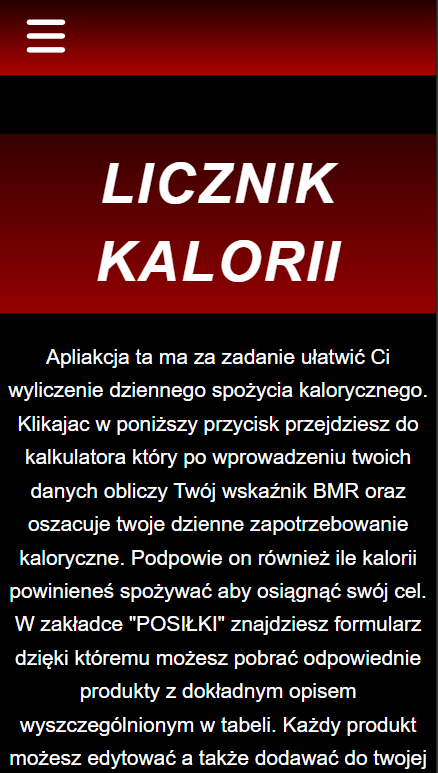 LICZNIK
KALORII
Apliakcja ta ma za zadanie ułatwić Ci
wyliczenie dziennego spożycia kalorycznego.
Klikajac w poniższy przycisk przejdziesz do
kalkulatora który po wprowadzeniu twoich
danych obliczy Twój wskaźnik BMR oraz
oszacuje twoje dzienne zapotrzebowanie
kaloryczne. Podpowie on również ile kalorii
powinieneś spożywać aby osiągnąć swój cel.
W zakładce "POSIŁKI" znajdziesz formularz
dzięki któremu możesz pobrać odpowiednie
produkty z dokładnym opisem
wyszczególnionym w tabeli. Każdy produkt
możesz edytować a także dodawać do twojej